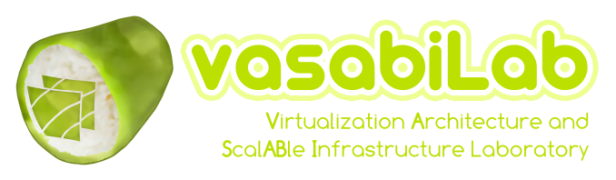 vasabiLab
Virtualization Architecture and
ScalABle Infrastructure Laboratory